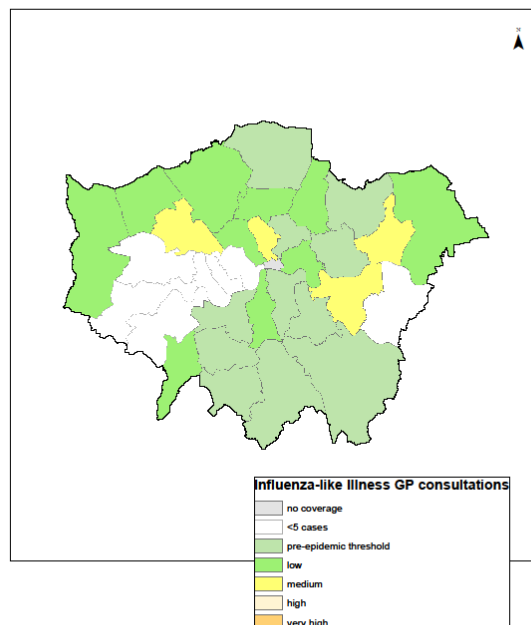 Influenza-like Illness GP consultations
no coverage
<5 cases
pre-epidemic threshold
low
medium
high
very high